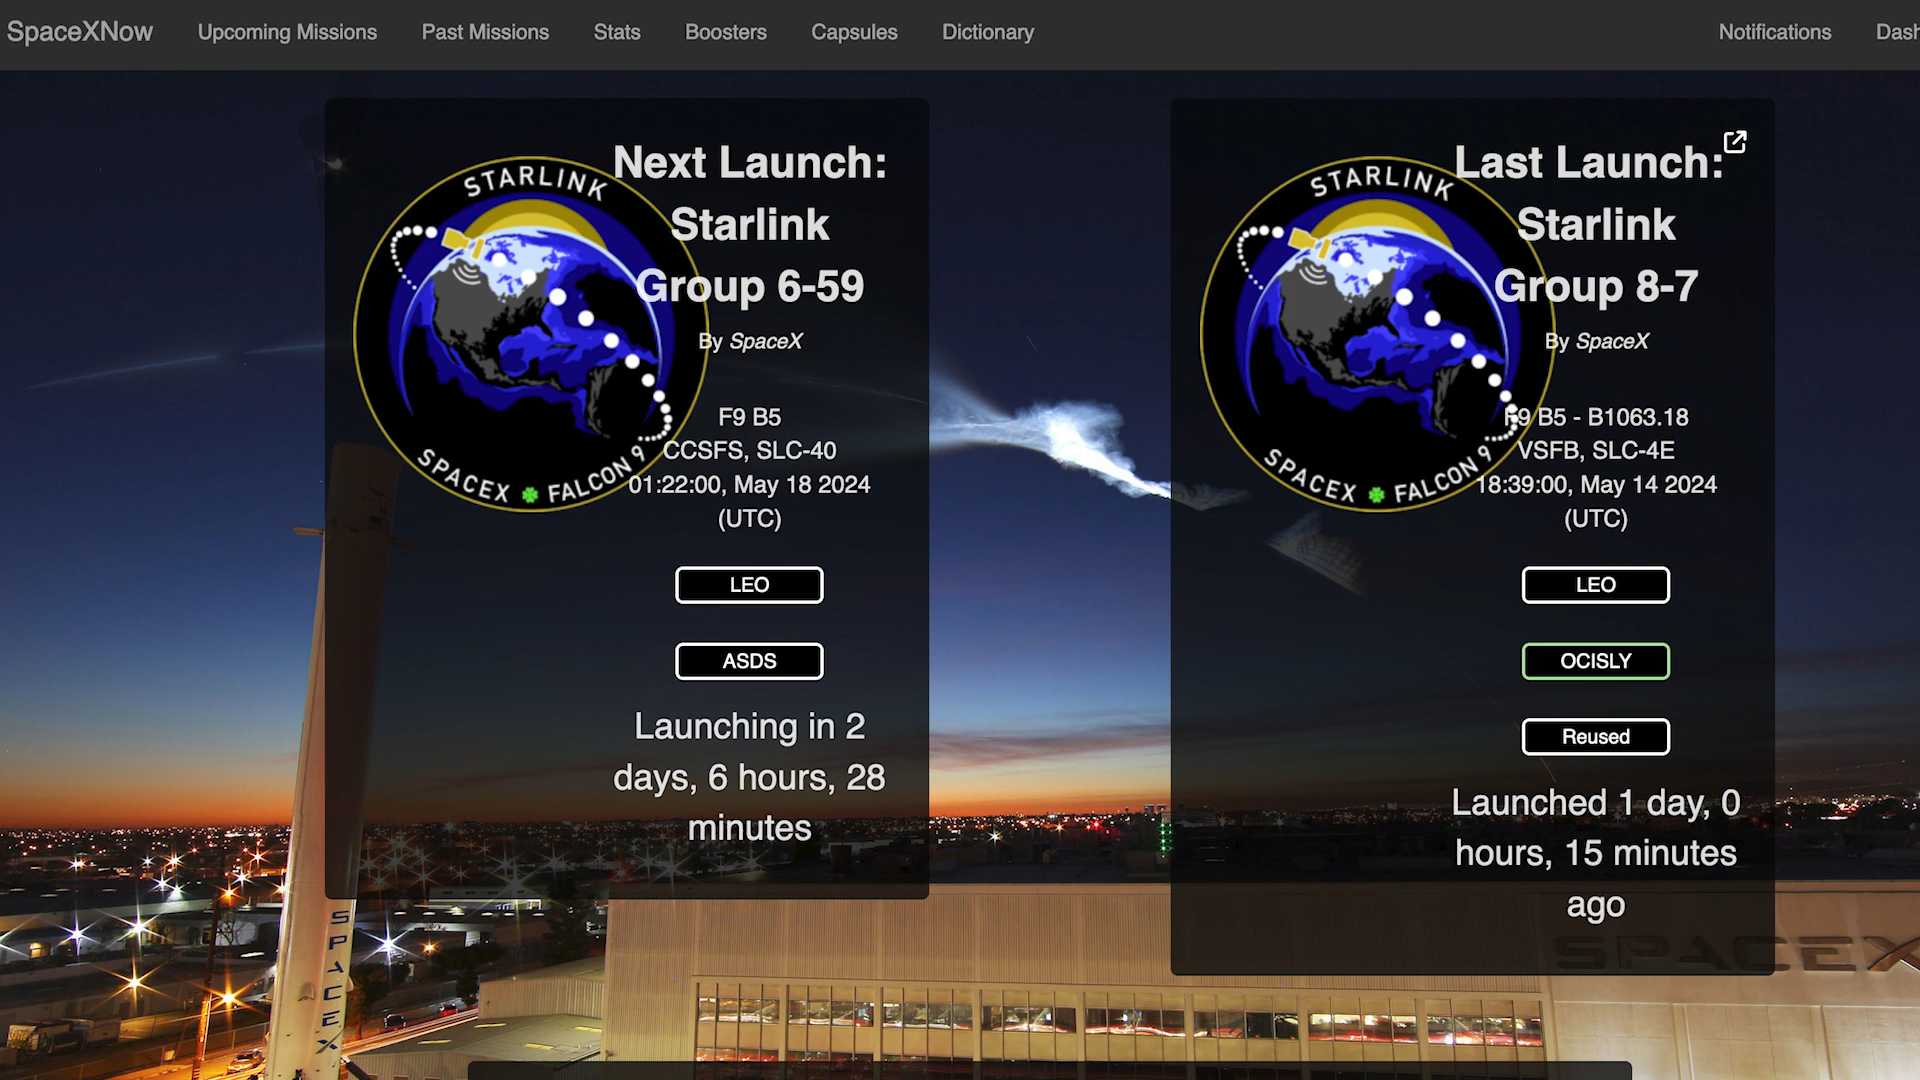 SpaceXNow Upcoming Missions Past Missions Stats Boosters Capsules Dictionary Notifications Dash
STARLINK
SPACEX FALCON 9
Next Launch:
Starlink
Group 6-59
By SpaceX
F9 B5
CCSFS, SLC-40
01:22:00, May 18 2024
(UTC)
LEO
ASDS
Launching in 2
days, 6 hours, 28
minutes
STARLINK
SPACEX FALCON 9
Last Launch:
Starlink
Group 8-7
By SpaceX
F9 B5 - B1063.18
VSFB, SLC-4E
18:39:00, May 14 2024
(UTC)
LEO
OCISLY
Reused
Launched 1 day, 0
hours, 15 minutes
ago
SPACEX
SPACEX